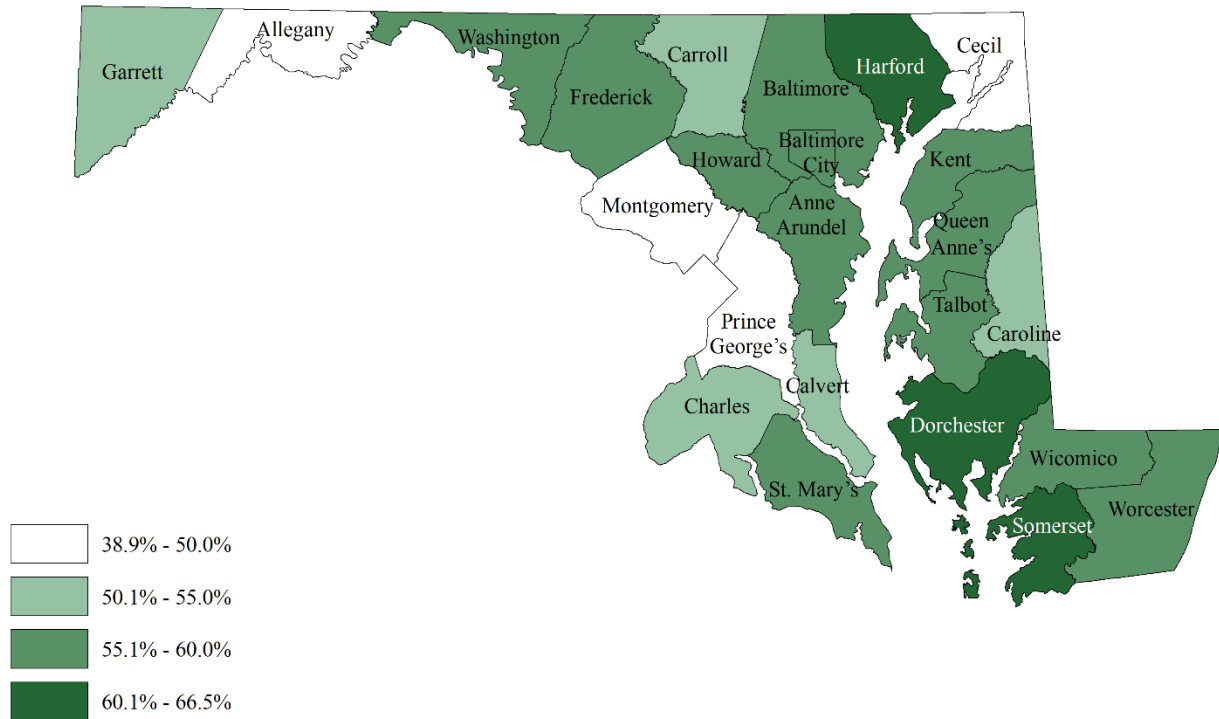 Allegany
Garrett
Washington
Frederick
Carroll
Baltimore
Harford
Cecil
Howard
Baltimore
City
Kent
Montgomery
Anne
Arundel
Queen
Anne’s
Talbot
Caroline
Prince
George’s
Calvert
Charles
Dorchester
St. Mary’s
Wicomico
Somerset
Worcester
38.9% - 50.0%
50.1% - 55.0%
55.1% - 60.0%
60.1% - 66.5%